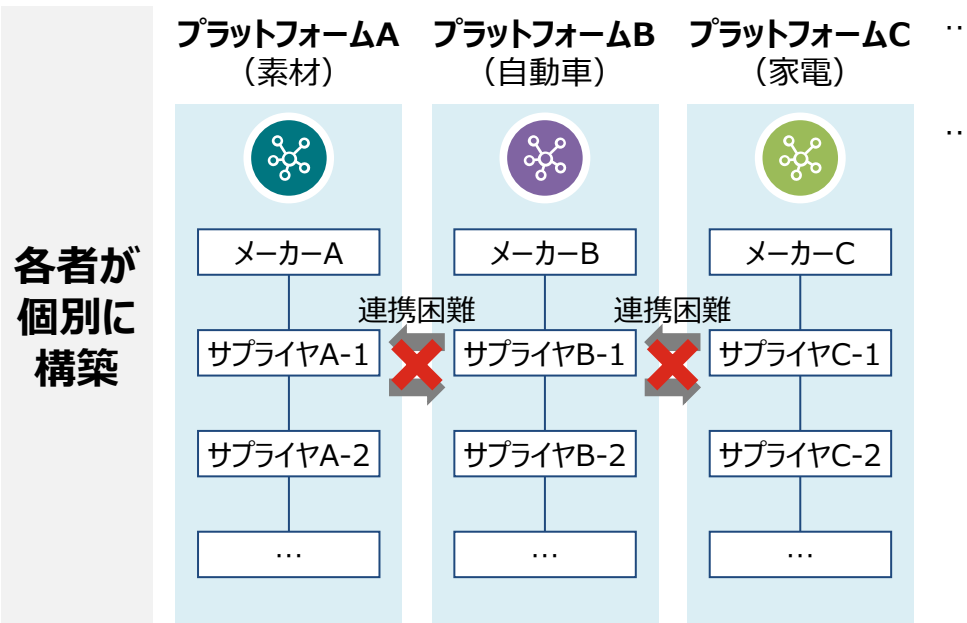 各者が
個別に
構築
プラットフォームA
（素材）
メーカーA
サプライヤA-1
サプライヤA-2
…
連携困難
プラットフォームB
（自動車）
メーカーB
サプライヤB-1
サプライヤB-2
…
連携困難
プラットフォームC
（家電）
メーカーC
サプライヤC-1
サプライヤC-2
…
…
…